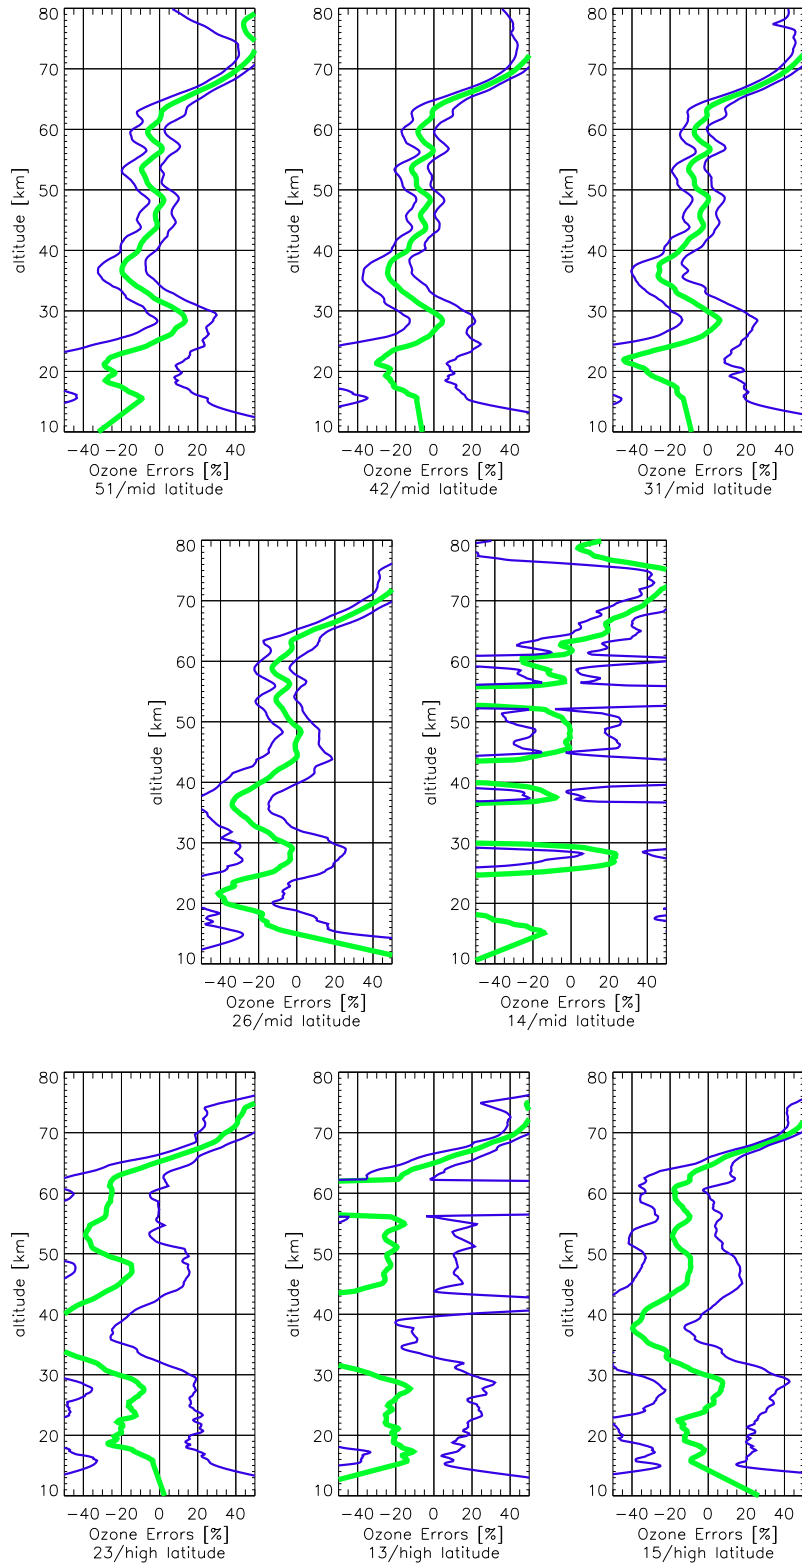 80
70
60
50
40
30
20
10
altitude [km]
−40 −20 0 20 40
Ozone Errors [%]
51/mid latitude
80
70
60
50
40
30
20
10
altitude [km]
−40 −20 0 20 40
Ozone Errors [%]
42/mid latitude
80
70
60
50
40
30
20
10
altitude [km]
−40 −20 0 20 40
Ozone Errors [%]
31/mid latitude
80
70
60
50
40
30
20
10
altitude [km]
−40 −20 0 20 40
Ozone Errors [%]
26/mid latitude
80
70
60
50
40
30
20
10
altitude [km]
−40 −20 0 20 40
Ozone Errors [%]
14/mid latitude
80
70
60
50
40
30
20
10
altitude [km]
−40 −20 0 20 40
Ozone Errors [%]
23/high latitude
80
70
60
50
40
30
20
10
altitude [km]
−40 −20 0 20 40
Ozone Errors [%]
13/high latitude
80
70
60
50
40
30
20
10
altitude [km]
−40 −20 0 20 40
Ozone Errors [%]
15/high latitude